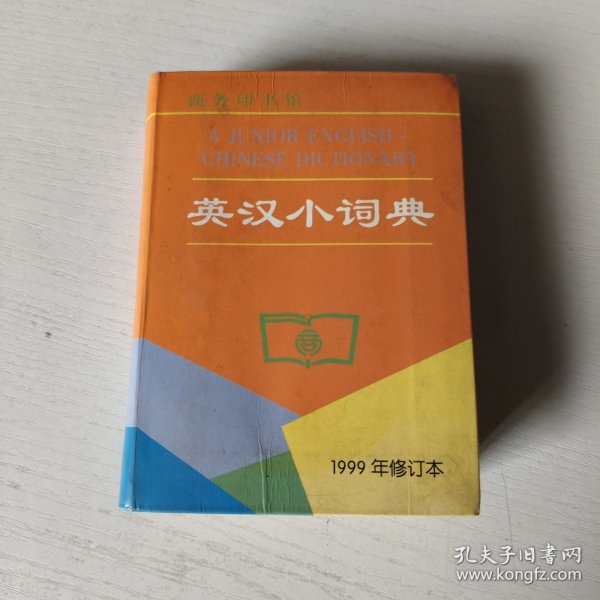 商务印书馆
A JUNIOR ENGLISH-
CHINESE DICTIONARY
英汉小词典
商
1999年修订本
孔夫子旧书网
www.kongfz.com